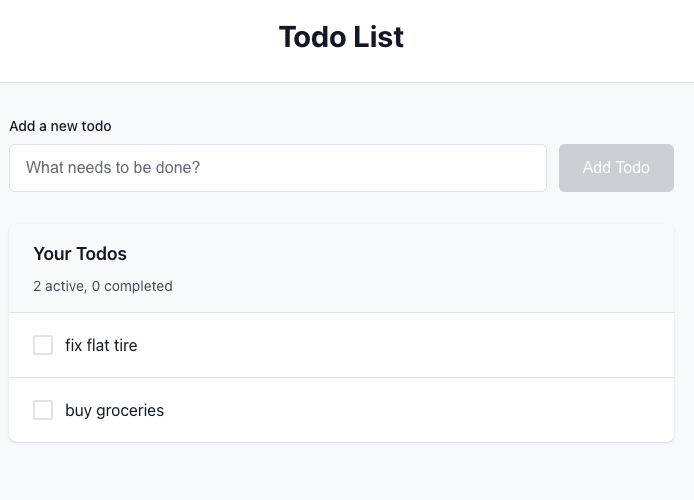 Todo List
Add a new todo
What needs to be done?
Add Todo
Your Todos
2 active, 0 completed
fix flat tire
buy groceries